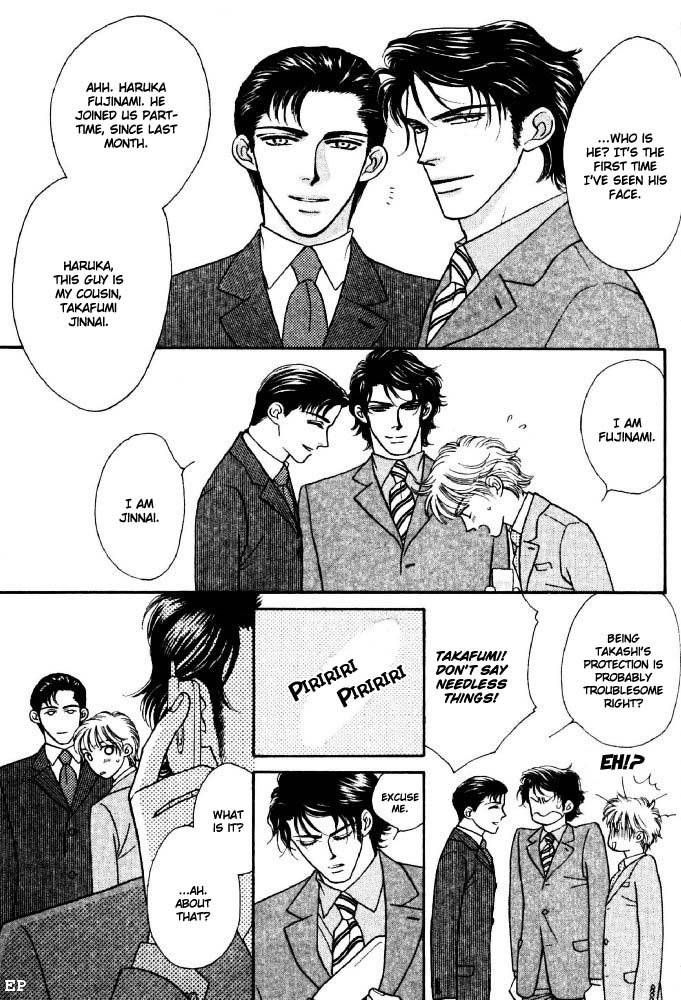 ...WHO IS
HE? IT'S THE
FIRST TIME
I'VE SEEN HIS
FACE.
AHH. HARUKA
FUJINAMI. HE
JOINED US PART-
TIME, SINCE LAST
MONTH.
HARUKA,
THIS GUY IS
MY COUSIN,
TAKAFUMI
JINNAI.
I AM
FUJINAMI.
I AM
JINNAI.
BEING
TAKASHI'S
PROTECTION IS
PROBABLY
TROUBLESOME
RIGHT?
EH!?
TAKAFUMI!
DON'T SAY
NEEDLESS
THINGS!
PIRIRIRI
PIRIRIRI
EXCUSE
ME.
WHAT
IS IT?
...AH.
ABOUT
THAT?
EP